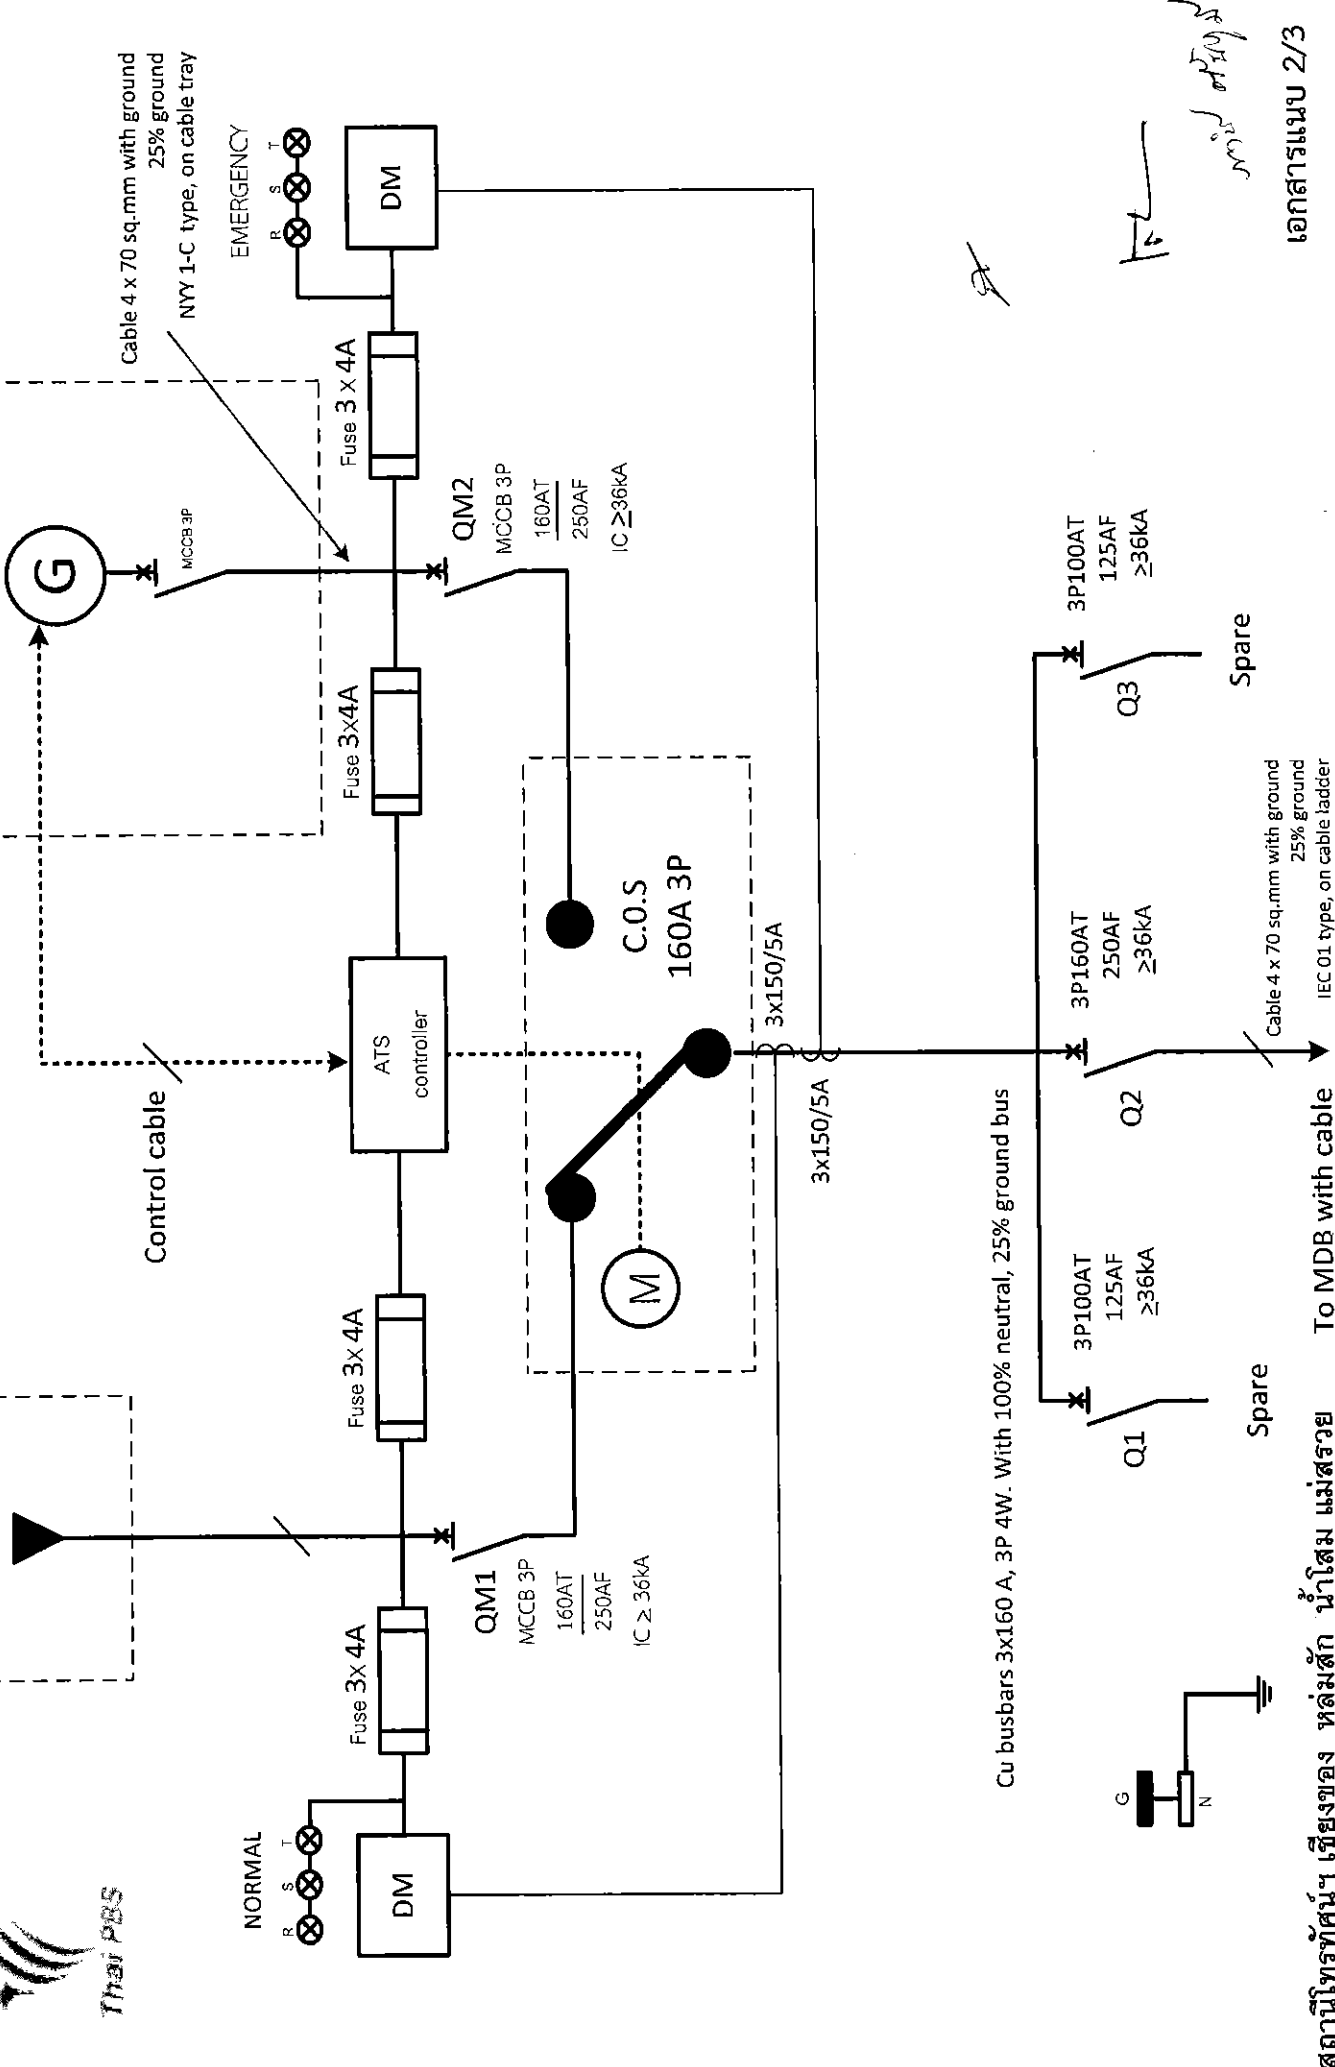 Thai PBS
NORMAL
R S T
DM
Fuse 3x 4A
QM1
MCCB 3P
160AT
250AF
IC ≥ 36kA
Fuse 3x 4A
Control cable
ATS
controller
M
C.O.S
160A 3P
Fuse 3x4A
G
MCCB 3P
QM2
MCCB 3P
160AT
250AF
IC ≥36kA
Fuse 3 x 4A
Cable 4 x 70 sq.mm with ground
25% ground
NYY 1-C type, on cable tray
EMERGENCY
R S T
DM
3x150/5A
3x150/5A
Cu busbars 3x160 A, 3P 4W. With 100% neutral, 25% ground bus
G
N
3P100AT
125AF
≥36kA
Q1
Spare
3P160AT
250AF
≥36kA
Q2
Cable 4 x 70 sq.mm with ground
25% ground
IEC 01 type, on cable ladder
To MDB with cable
3P100AT
125AF
≥36kA
Q3
Spare
สถานีโทรทัศน์ฯ เชียงของ หล่มสัก น้ำโสม แม่สรวย
เอกสารแนบ 2/3